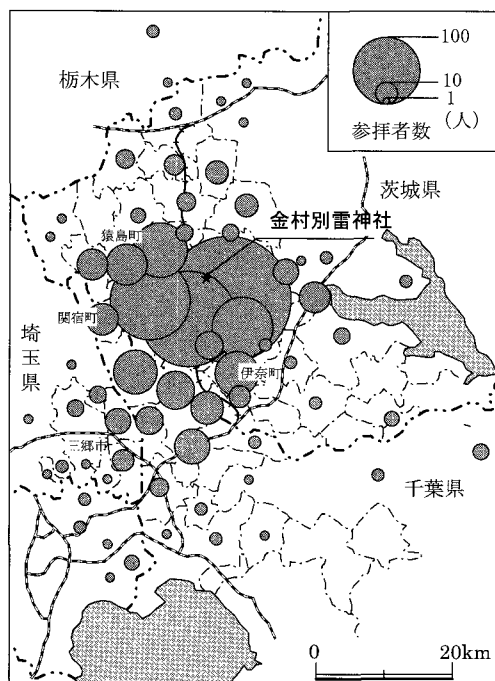 100
10
1
(人)
参拝者数
栃木県
茨城県
金村別雷神社
猿島町
関宿町
埼玉県
伊奈町
三郷市
千葉県
0 20km